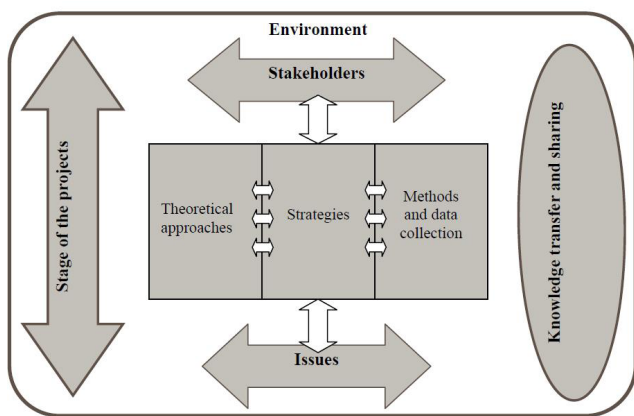 Environment
Stakeholders
Stage of the projects
Theoretical
approaches
Strategies
Methods
and data
collection
Knowledge transfer and sharing
Issues